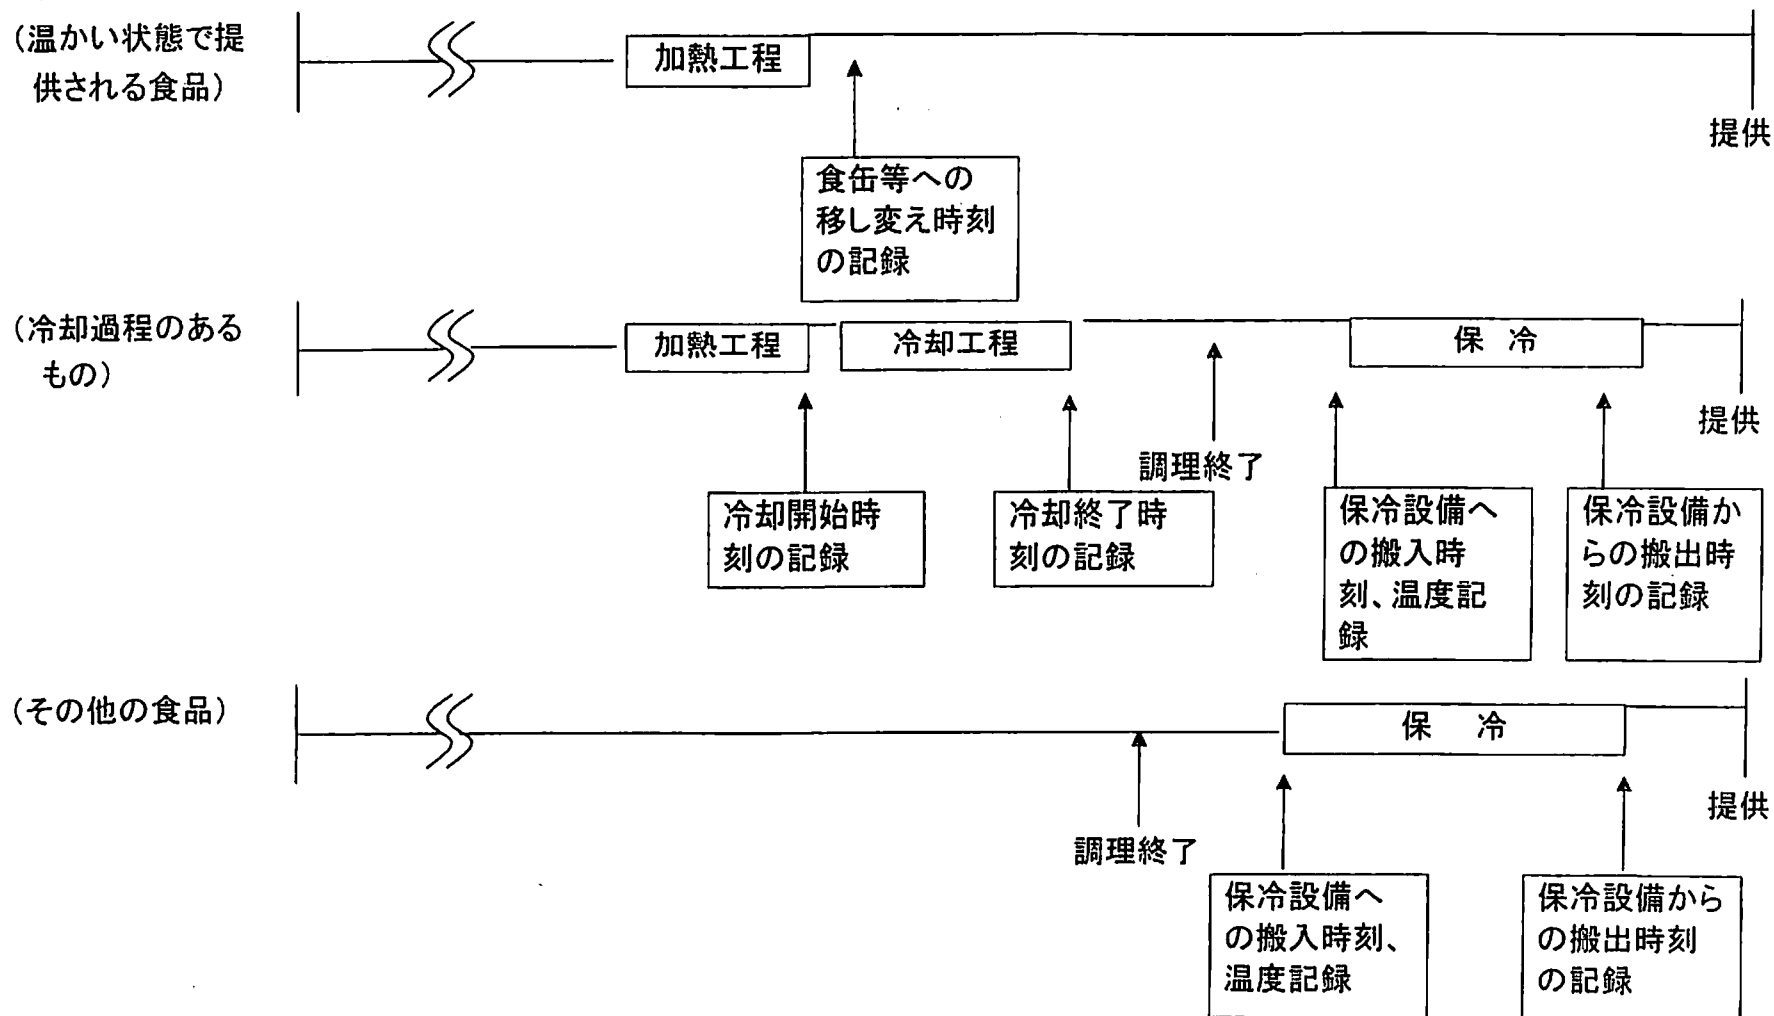 (温かい状態で提
供される食品)
加熱工程
提供
食缶等への
移し変え時刻
の記録
(冷却過程のある
もの)
加熱工程
冷却工程
保 冷
提供
調理終了
冷却開始時
刻の記録
冷却終了時
刻の記録
保冷設備へ
の搬入時
刻、温度記
録
保冷設備か
らの搬出時
刻の記録
(その他の食品)
保 冷
提供
調理終了
保冷設備へ
の搬入時刻、
温度記録
保冷設備から
の搬出時刻
の記録